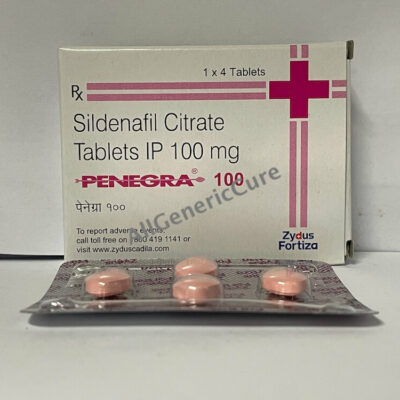 Rx
1 x 4 Tablets
Sildenafil Citrate
Tablets IP 100 mg
PENEGRA® 100
पेनेग्रा १००
AllGenericCure
To report adverse events,
call toll free on 1800 419 1141 or
visit www.zyduscadila.com
Zydus
Fortiza